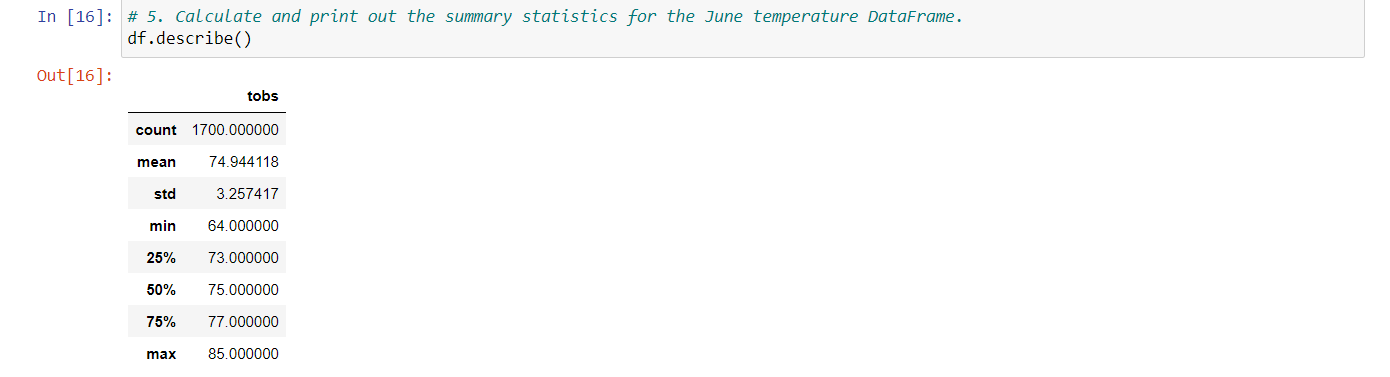 In [16]: # 5. Calculate and print out the summary statistics for the June temperature DataFrame.
df.describe()
Out[16]:
tobs
count 1700.000000
mean 74.944118
std 3.257417
min 64.000000
25% 73.000000
50% 75.000000
75% 77.000000
max 85.000000